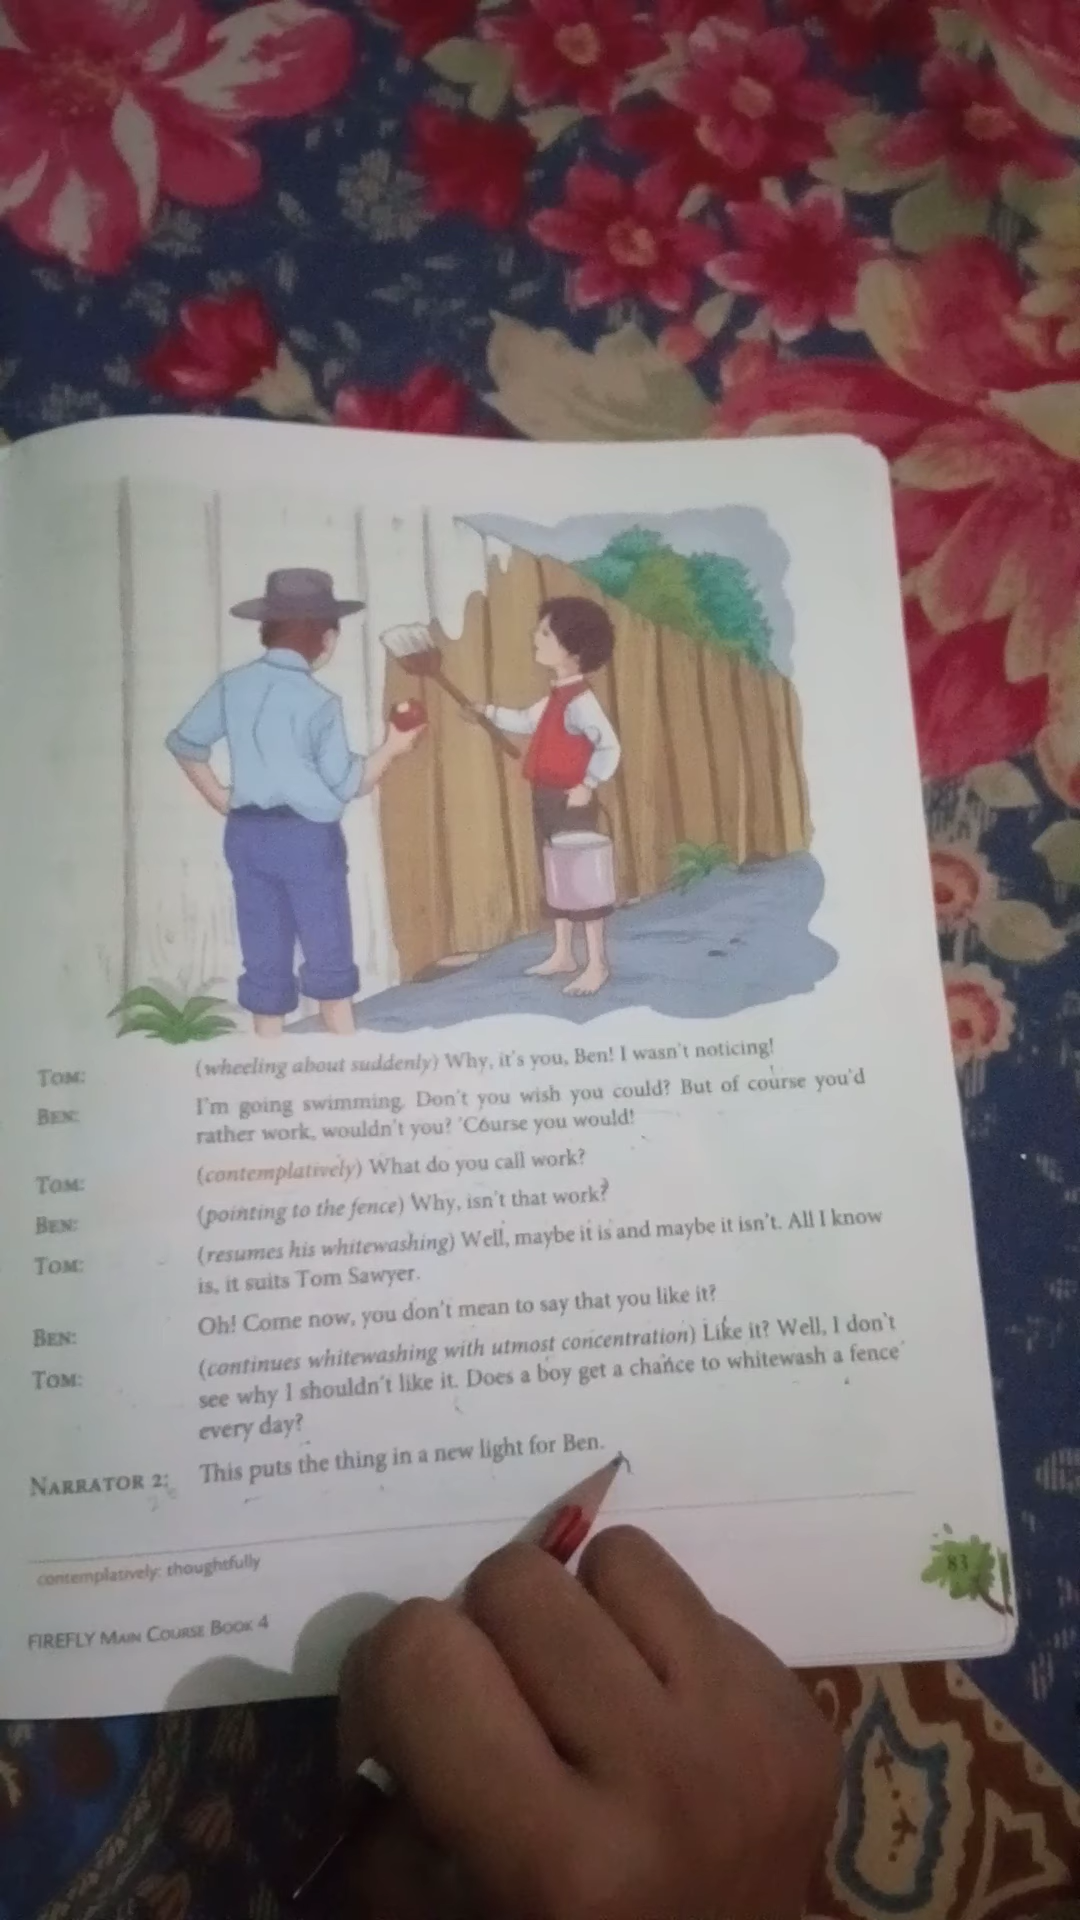 TOM: (wheeling about suddenly) Why, it's you, Ben! I wasn't noticing!
BEN: I'm going swimming. Don't you wish you could? But of course you'd
rather work, wouldn't you? 'Course you would!
TOM: (contemplatively) What do you call work?
BEN: (pointing to the fence) Why, isn't that work?
TOM: (resumes his whitewashing) Well, maybe it is and maybe it isn't. All I know
is, it suits Tom Sawyer.
BEN: Oh! Come now, you don't mean to say that you like it?
TOM: (continues whitewashing with utmost concentration) Like it? Well, I don't
see why I shouldn't like it. Does a boy get a chance to whitewash a fence
every day?
NARRATOR 2: This puts the thing in a new light for Ben.
contemplatively: thoughtfully
83
FIREFLY MAIN COURSE BOOK 4